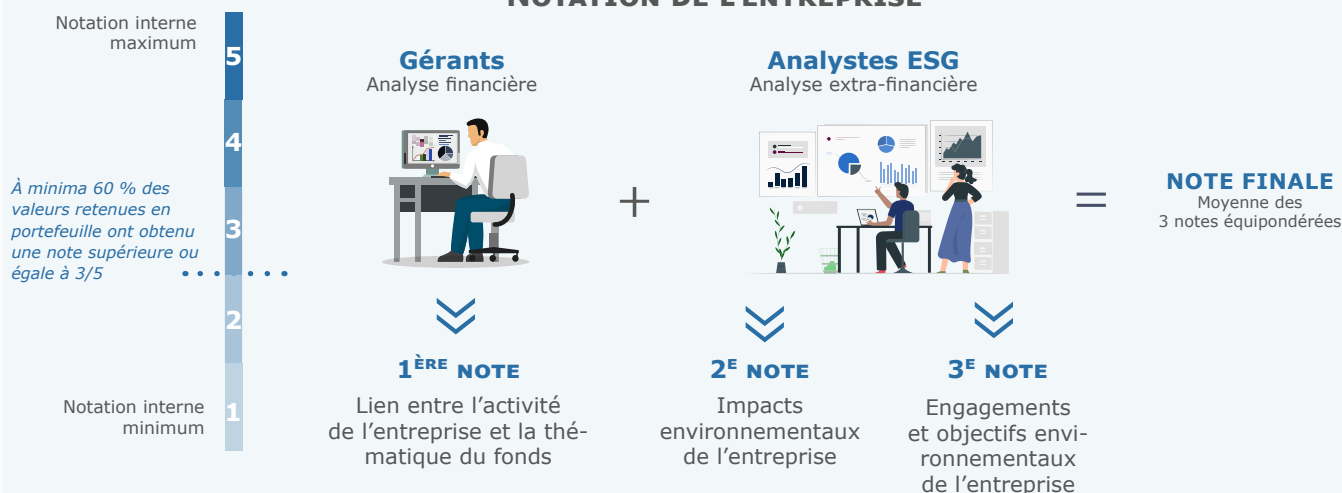 NOTATION DE L'ENTREPRISE
Notation interne
maximum
5
4
3
2
1
À minima 60 % des
valeurs retenues en
portefeuille ont obtenu
une note supérieure ou
égale à 3/5
Notation interne
minimum
Gérants
Analyse financière
+
Analystes ESG
Analyse extra-financière
=
NOTE FINALE
Moyenne des
3 notes équipondérées
1ÈRE NOTE
Lien entre l’activité
de l’entreprise et la thé-
matique du fonds
2E NOTE
Impacts
environnementaux
de l’entreprise
3E NOTE
Engagements
et objectifs envi-
ronnementaux
de l’entreprise